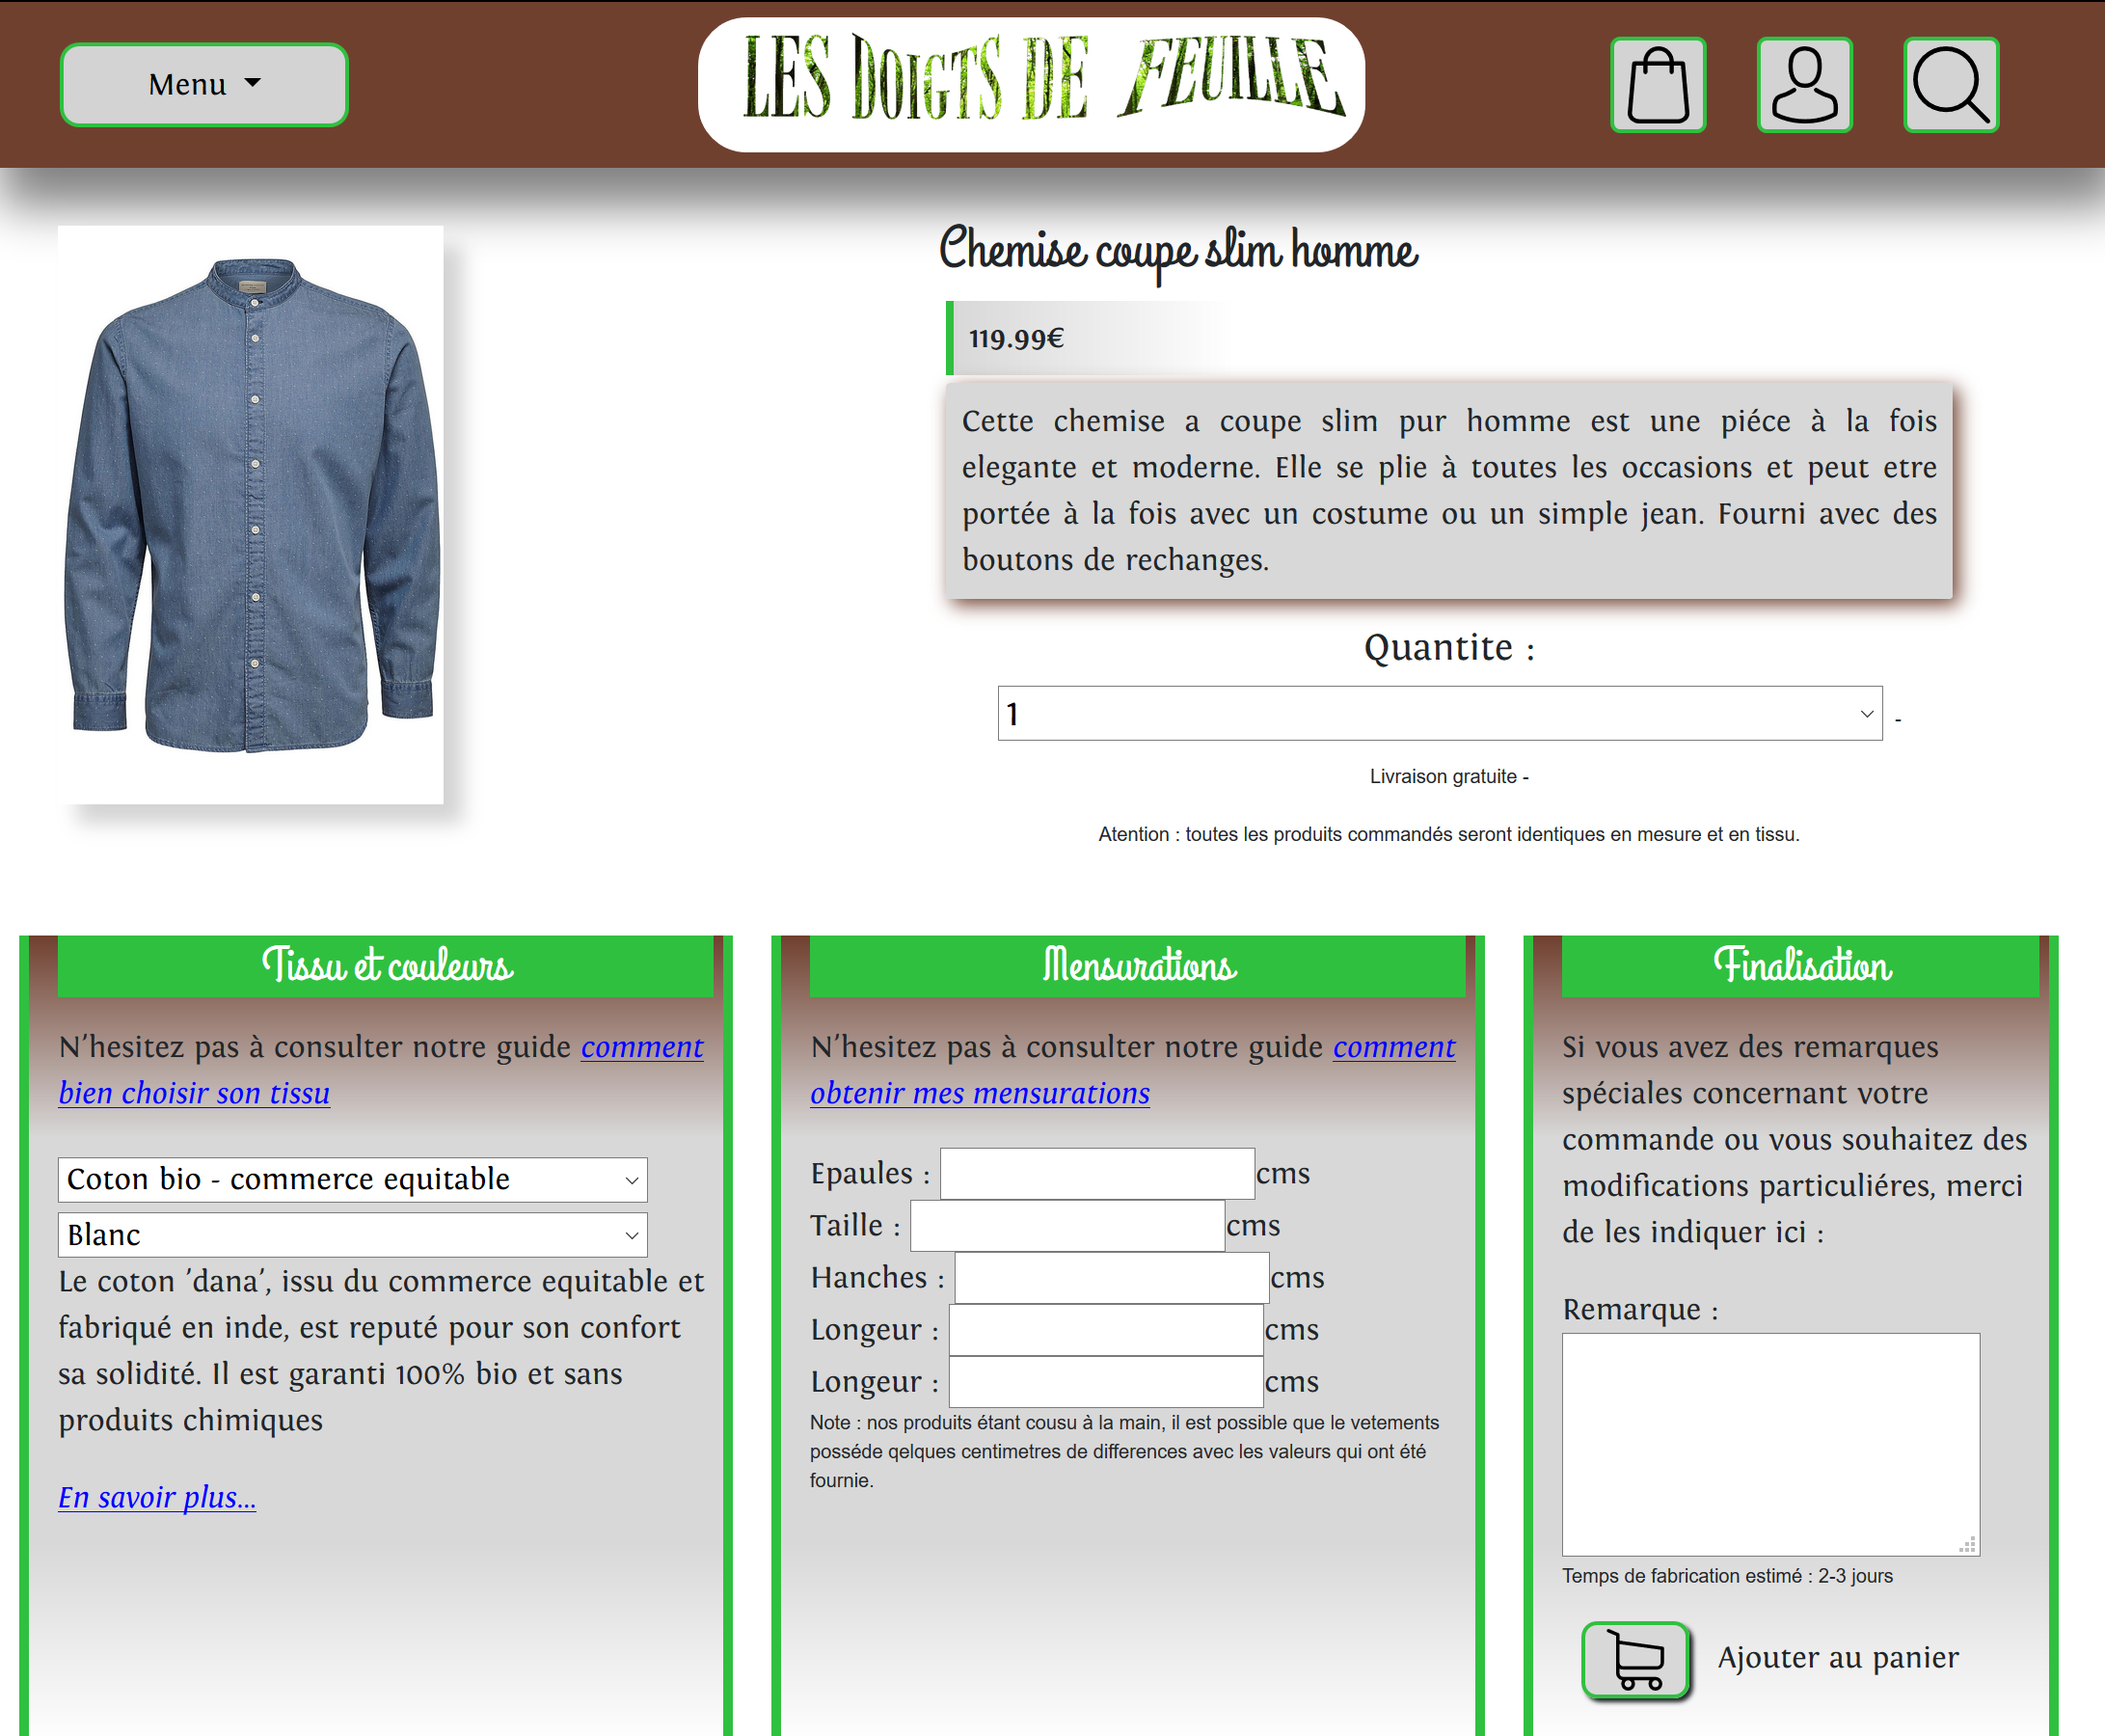 Menu
LES DOIGTS DE FEUILLE
Chemise coupe slim homme
119.99€
Cette chemise a coupe slim pur homme est une piéce à la fois
elegante et moderne. Elle se plie à toutes les occasions et peut etre
portée à la fois avec un costume ou un simple jean. Fourni avec des
boutons de rechanges.
Quantite :
1 -
Livraison gratuite -
Atention : toutes les produits commandés seront identiques en mesure et en tissu.
Tissu et couleurs
N'hesitez pas à consulter notre guide comment
bien choisir son tissu
Coton bio - commerce equitable
Blanc
Le coton 'dana', issu du commerce equitable et
fabriqué en inde, est reputé pour son confort
sa solidité. Il est garanti 100% bio et sans
produits chimiques
En savoir plus...
Mensurations
N'hesitez pas à consulter notre guide comment
obtenir mes mensurations
Epaules : cms
Taille : cms
Hanches : cms
Longeur : cms
Longeur : cms
Note : nos produits étant cousu à la main, il est possible que le vetements
posséde qelques centimetres de differences avec les valeurs qui ont été
fournie.
Finalisation
Si vous avez des remarques
spéciales concernant votre
commande ou vous souhaitez des
modifications particuliéres, merci
de les indiquer ici :
Remarque :
Temps de fabrication estimé : 2-3 jours
Ajouter au panier